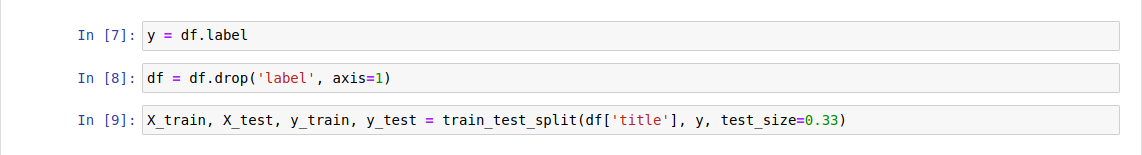 In [7]: y = df.label
In [8]: df = df.drop('label', axis=1)
In [9]: X_train, X_test, y_train, y_test = train_test_split(df['title'], y, test_size=0.33)